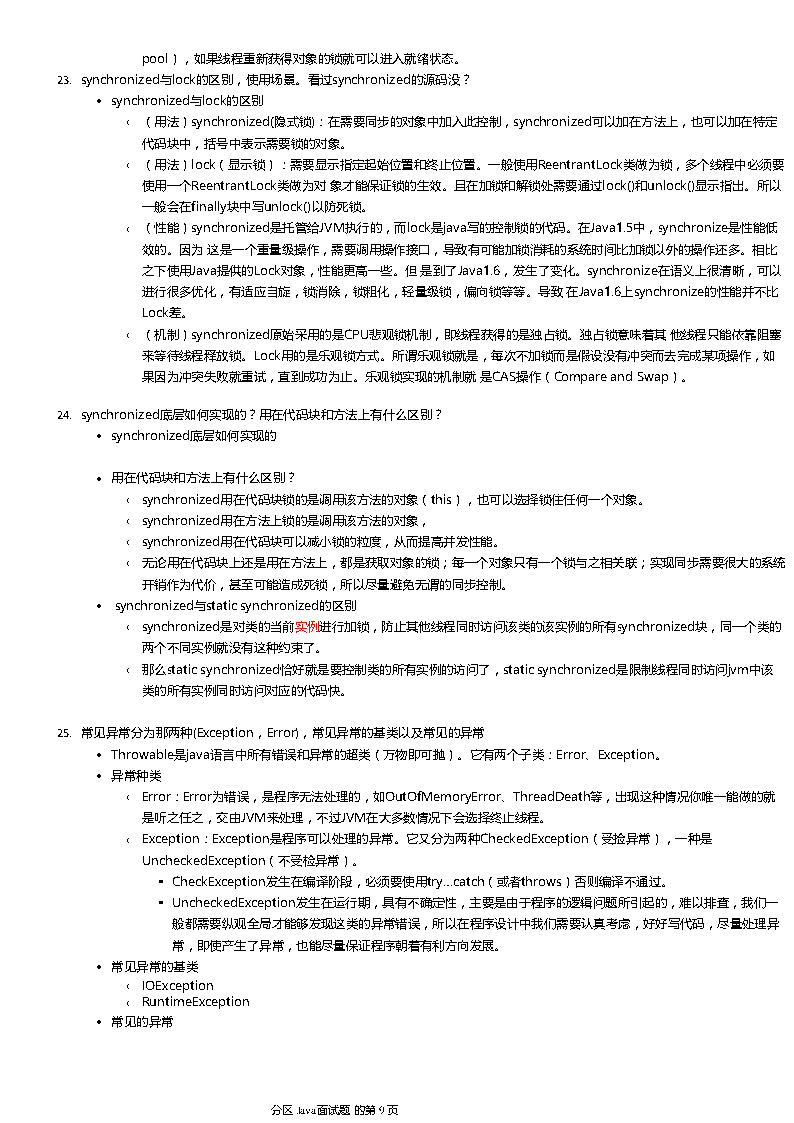 pool），如果线程重新获得对象的锁就可以进入就绪状态。
23. synchronized与lock的区别，使用场景。看过synchronized的源码没？
• synchronized与lock的区别
◦ （用法）synchronized(隐式锁)：在需要同步的对象中加入此控制，synchronized可以加在方法上，也可以加在特定
代码块中，括号中表示需要锁的对象。
◦ （用法）lock（显示锁）：需要显示指定起始位置和终止位置。一般使用ReentrantLock类做为锁，多个线程中必须要
使用一个ReentrantLock类做为对 象才能保证锁的生效。且在加锁和解锁处需要通过lock()和unlock()显示指出。所以
一般会在finally块中写unlock()以防死锁。
◦ （性能）synchronized是托管给JVM执行的，而lock是java写的控制锁的代码。在Java1.5中，synchronize是性能低
效的。因为 这是一个重量级操作，需要调用操作接口，导致有可能加锁消耗的系统时间比加锁以外的操作还多。相比
之下使用Java提供的Lock对象，性能更高一些。但 是到了Java1.6，发生了变化。synchronize在语义上很清晰，可以
进行很多优化，有适应自旋，锁消除，锁粗化，轻量级锁，偏向锁等等。导致 在Java1.6上synchronize的性能并不比
Lock差。
◦ （机制）synchronized原始采用的是CPU悲观锁机制，即线程获得的是独占锁。独占锁意味着其 他线程只能依靠阻塞
来等待线程释放锁。Lock用的是乐观锁方式。所谓乐观锁就是，每次不加锁而是假设没有冲突而去完成某项操作，如
果因为冲突失败就重试，直到成功为止。乐观锁实现的机制就 是CAS操作（Compare and Swap）。
24. synchronized底层如何实现的？用在代码块和方法上有什么区别？
• synchronized底层如何实现的
• 用在代码块和方法上有什么区别？
◦ synchronized用在代码块锁的是调用该方法的对象（this），也可以选择锁住任何一个对象。
◦ synchronized用在方法上锁的是调用该方法的对象，
◦ synchronized用在代码块可以减小锁的粒度，从而提高并发性能。
◦ 无论用在代码块上还是用在方法上，都是获取对象的锁；每一个对象只有一个锁与之相关联；实现同步需要很大的系统
开销作为代价，甚至可能造成死锁，所以尽量避免无谓的同步控制。
• synchronized与static synchronized的区别
◦ synchronized是对类的当前实例进行加锁，防止其他线程同时访问该类的该实例的所有synchronized块，同一个类的
两个不同实例就没有这种约束了。
◦ 那么static synchronized恰好就是要控制类的所有实例的访问了，static synchronized是限制线程同时访问jvm中该
类的所有实例同时访问对应的代码快。
25. 常见异常分为那两种(Exception，Error)，常见异常的基类以及常见的异常
• Throwable是java语言中所有错误和异常的超类（万物即可抛）。它有两个子类：Error、Exception。
• 异常种类
◦ Error：Error为错误，是程序无法处理的，如OutOfMemoryError、ThreadDeath等，出现这种情况你唯一能做的就
是听之任之，交由JVM来处理，不过JVM在大多数情况下会选择终止线程。
◦ Exception：Exception是程序可以处理的异常。它又分为两种CheckedException（受捡异常），一种是
UncheckedException（不受检异常）。
▪ CheckException发生在编译阶段，必须要使用try…catch（或者throws）否则编译不通过。
▪ UncheckedException发生在运行期，具有不确定性，主要是由于程序的逻辑问题所引起的，难以排查，我们一
般都需要纵观全局才能够发现这类的异常错误，所以在程序设计中我们需要认真考虑，好好写代码，尽量处理异
常，即使产生了异常，也能尽量保证程序朝着有利方向发展。
• 常见异常的基类
◦ IOException
◦ RuntimeException
• 常见的异常
分区 Java面试题 的第 9 页